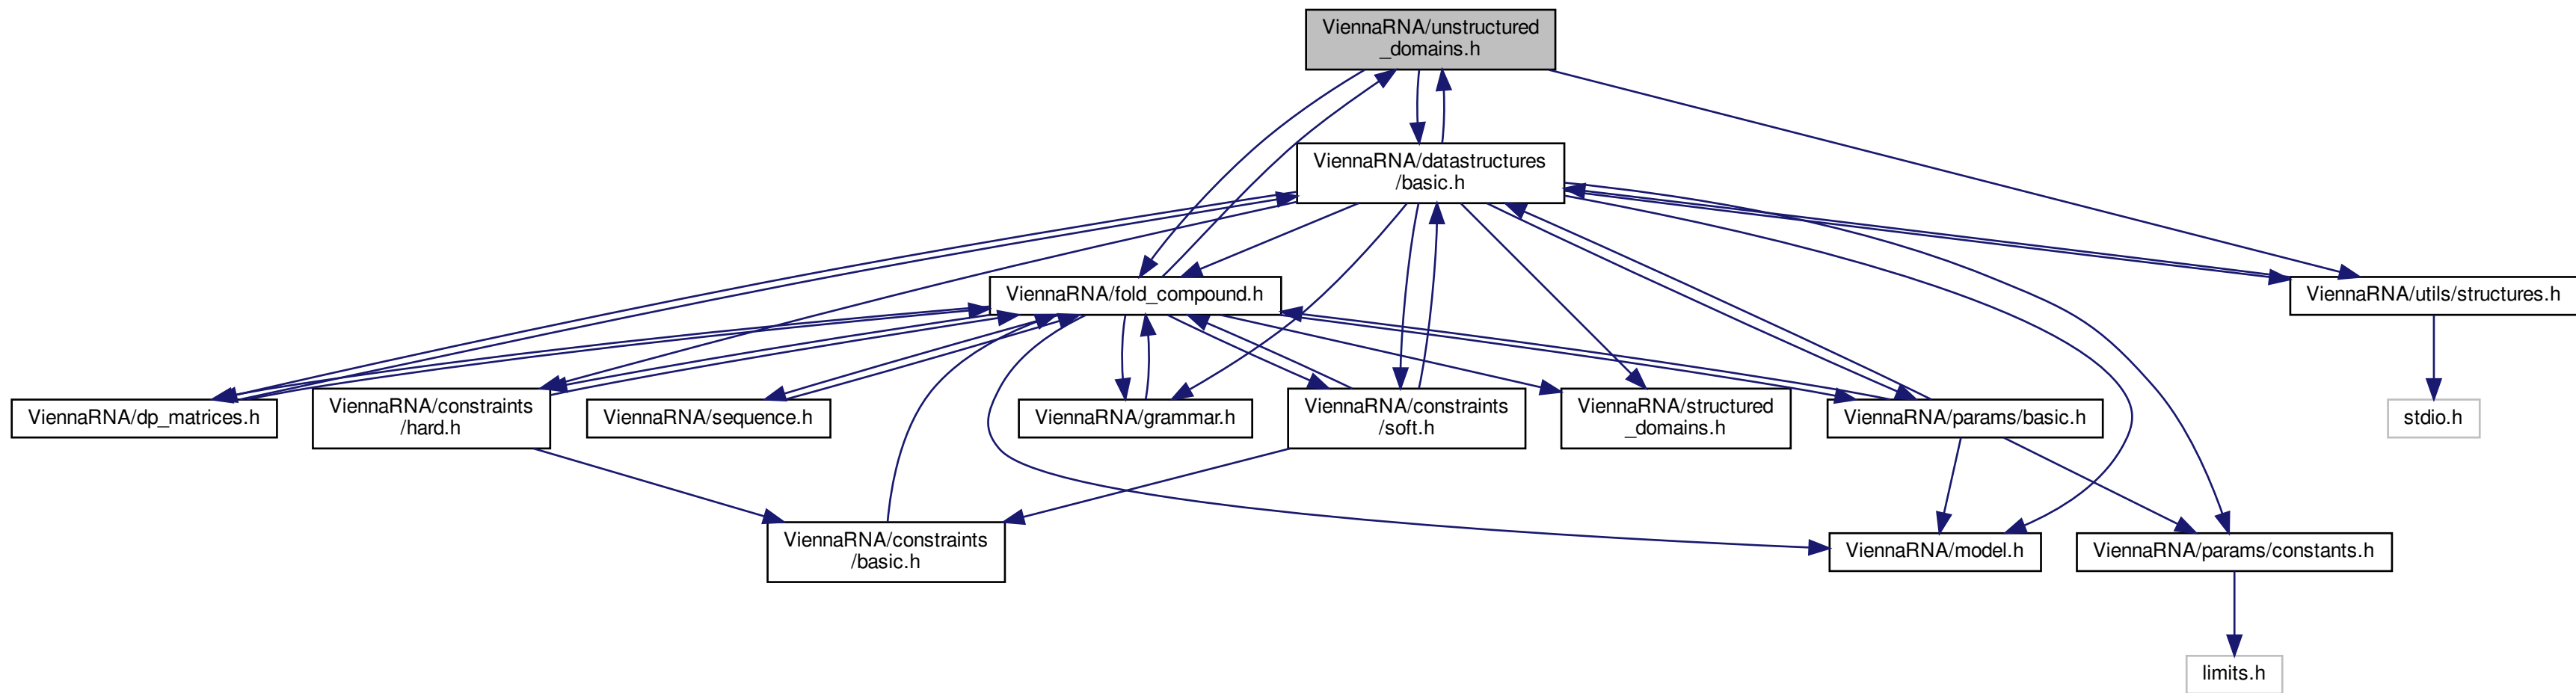 ViennaRNA/unstructured
_domains.h
ViennaRNA/datastructures
/basic.h
ViennaRNA/fold_compound.h
ViennaRNA/utils/structures.h
ViennaRNA/dp_matrices.h
ViennaRNA/constraints
/hard.h
ViennaRNA/sequence.h
ViennaRNA/grammar.h
ViennaRNA/constraints
/soft.h
ViennaRNA/structured
_domains.h
ViennaRNA/params/basic.h
stdio.h
ViennaRNA/constraints
/basic.h
ViennaRNA/model.h
ViennaRNA/params/constants.h
limits.h